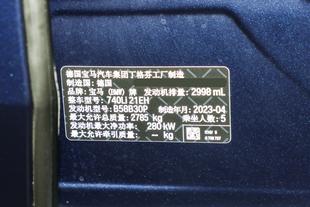 德国宝马汽车集团丁格芬工厂制造
制造国：德国
品牌：宝马（BMW）牌 发动机排量：2998 mL
整车型号：740LI 21EH
发动机型号：B58B30P 制造年月：2023-04
最大允许总质量：2785 kg 乘坐人数：5
最大净功率：280 kW
最大允许牵引质量：-- kg